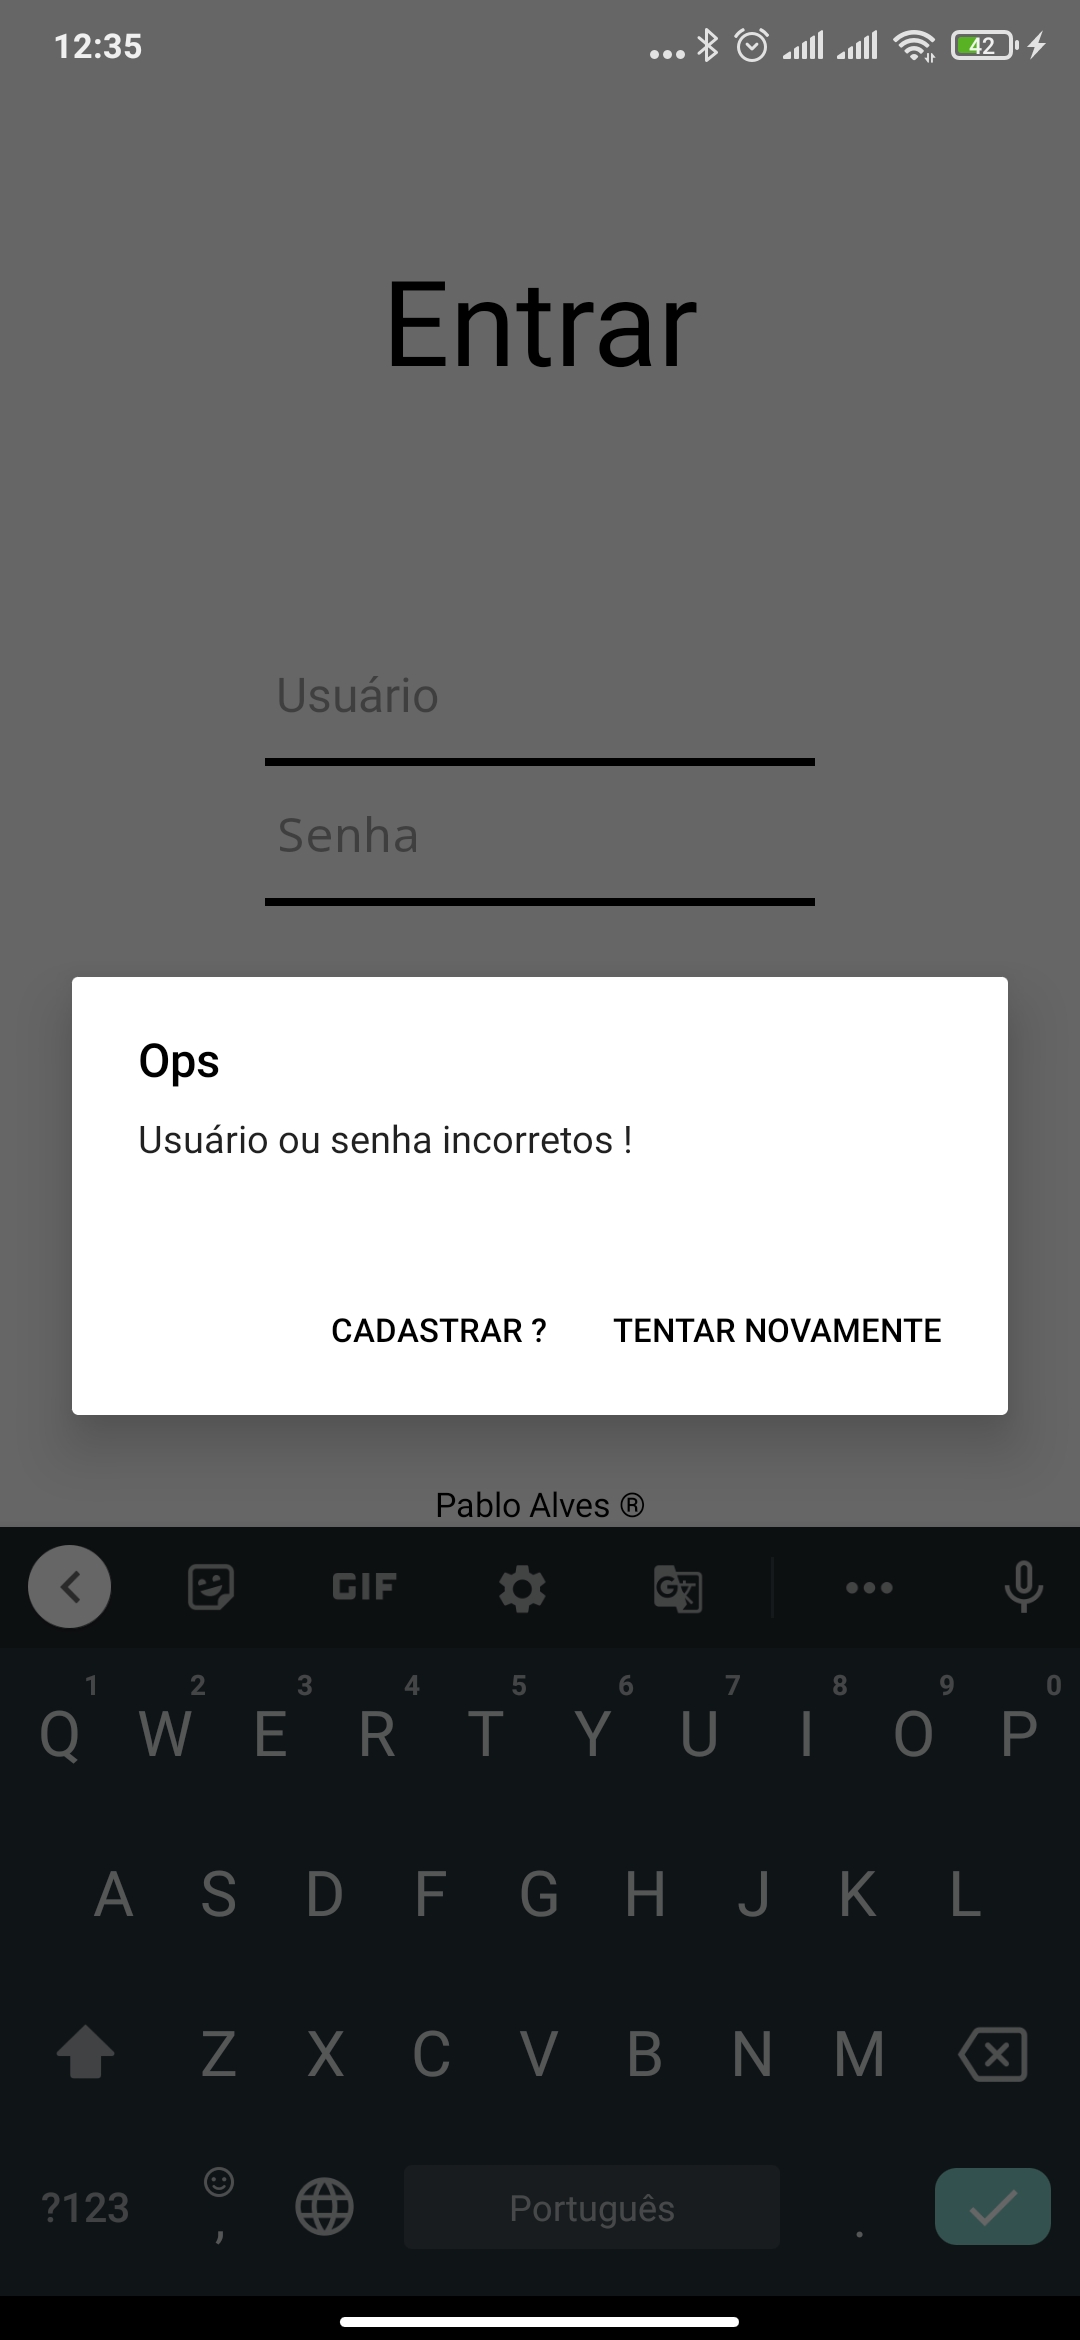 12:35
42
Entrar
Usuário
Senha
Ops
Usuário ou senha incorretos !
CADASTRAR ? TENTAR NOVAMENTE
Pablo Alves ®
GIF
1 2 3 4 5 6 7 8 9 0
Q W E R T Y U I O P
A S D F G H J K L
Z X C V B N M
?123 , Português .